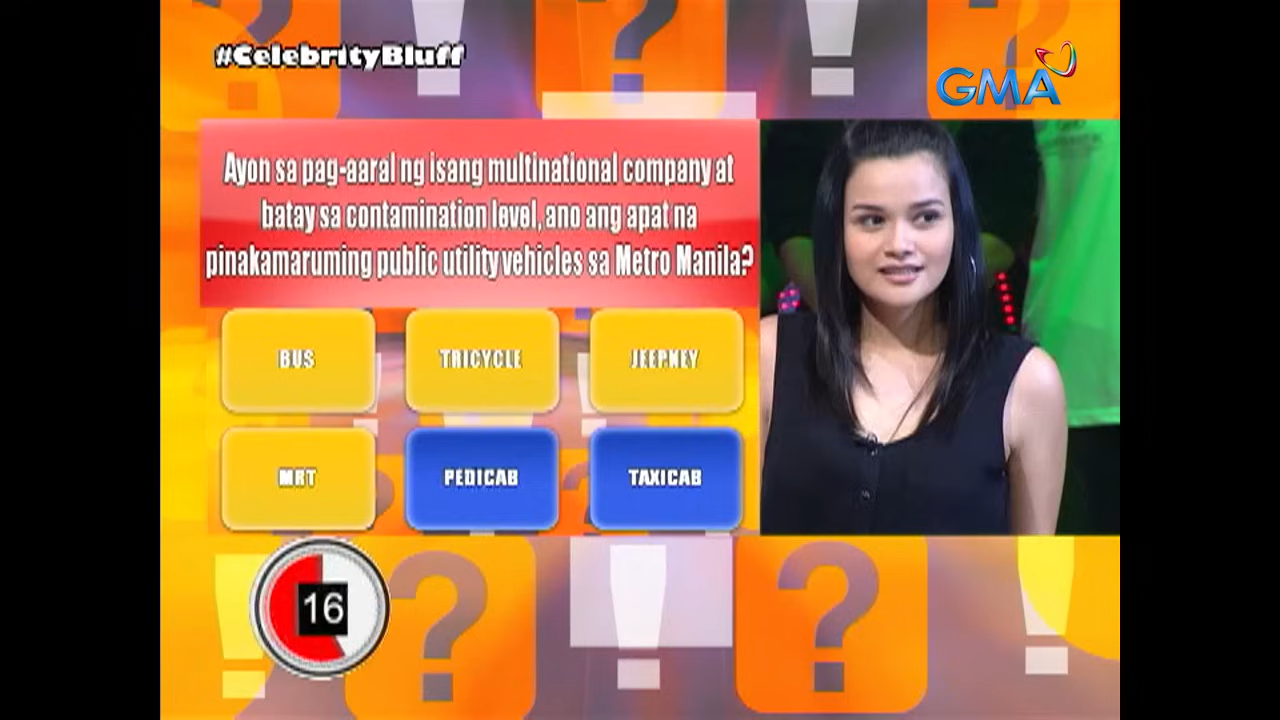 #CelebrityBluff
GMA
Ayon sa pag-aaral ng isang multinational company at
batay sa contamination level, ano ang apat na
pinakamaruming public utility vehicles sa Metro Manila?
BUS
TRICYCLE
JEEPNEY
MRT
PEDICAB
TAXICAB
16